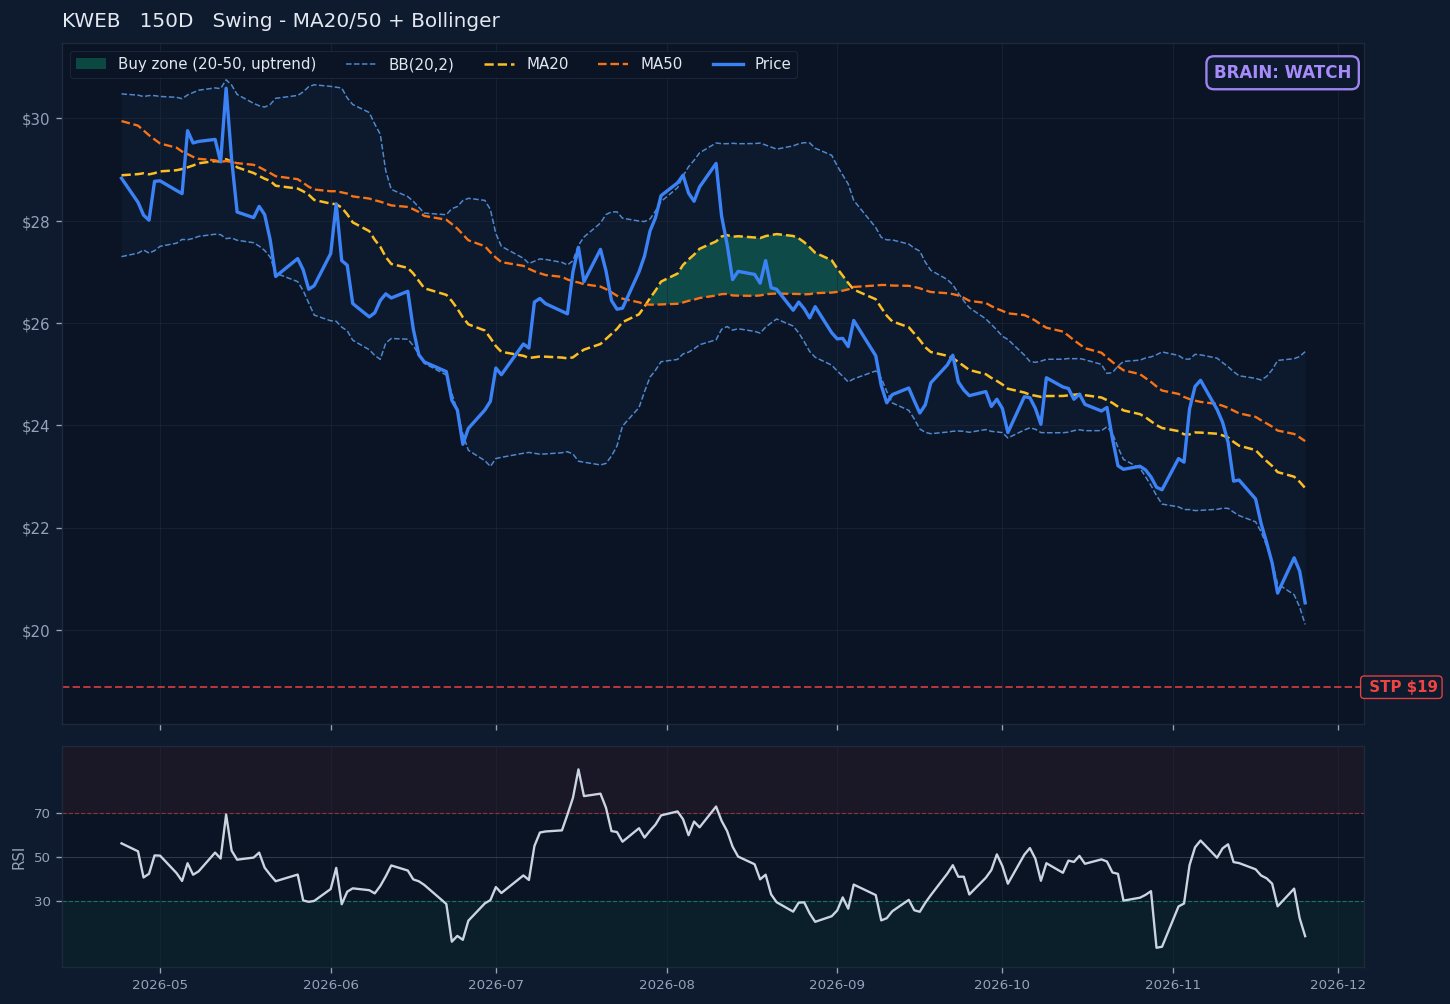 KWEB 150D Swing - MA20/50 + Bollinger
Buy zone (20-50, uptrend) BB(20,2) MA20 MA50 Price
BRAIN: WATCH
$30
$28
$26
$24
$22
$20
STP $19
70
50
30
RSI
2026-05 2026-06 2026-07 2026-08 2026-09 2026-10 2026-11 2026-12